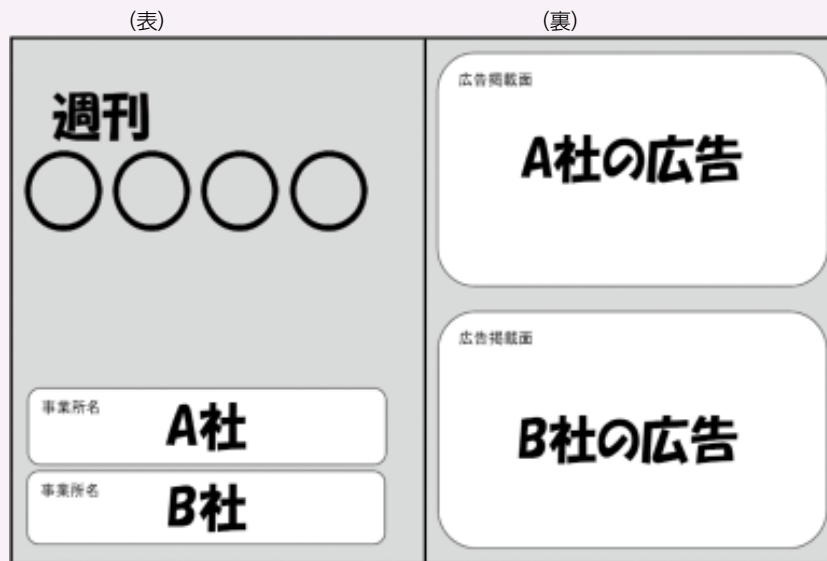 (表)
(裏)
週刊
○○○○
事業所名
A社
事業所名
B社
広告掲載面
A社の広告
広告掲載面
B社の広告